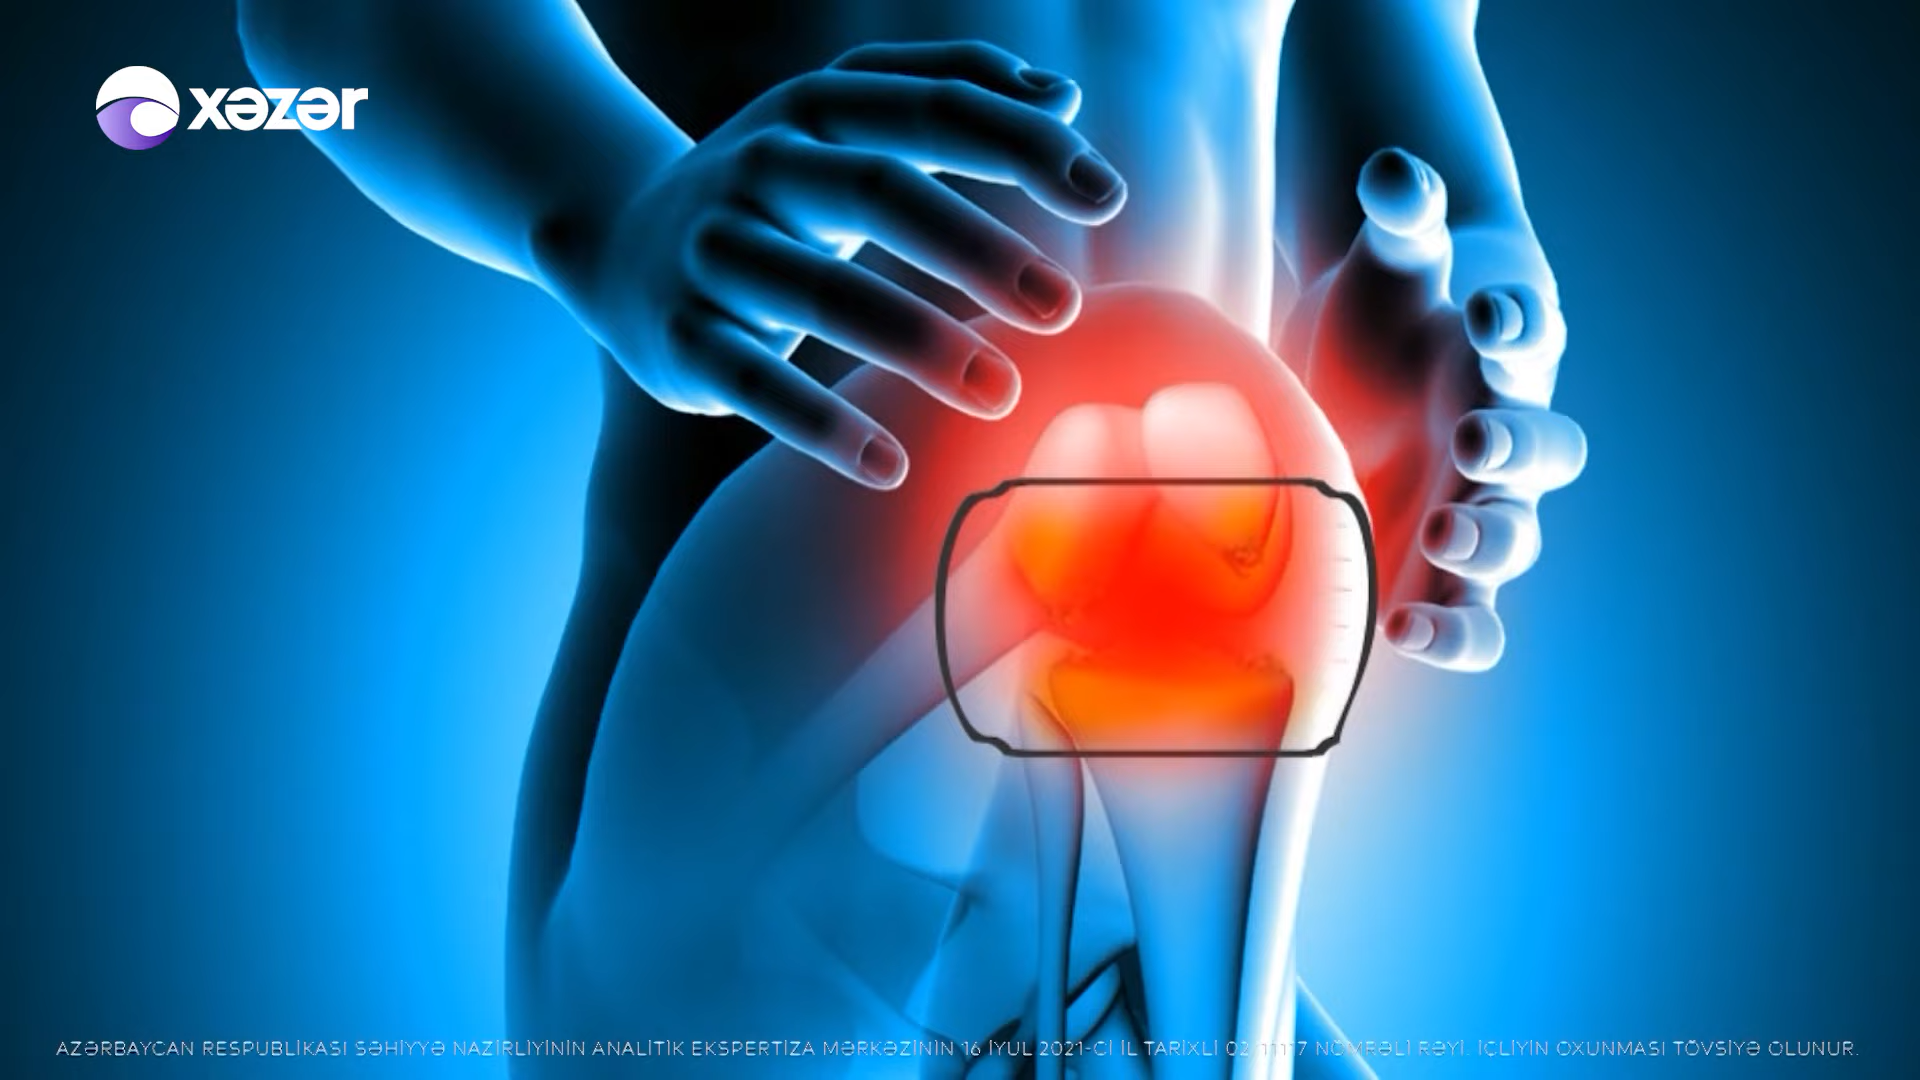 xəzər
AZƏRBAYCAN RESPUBLİKASI SƏHİYYƏ NAZİRLİYİNİN ANALİTİK EKSPERTİZA MƏRKƏZİNİN 16 İYUL 2021-Cİ İL TARİXLİ NÖMRƏLİ RƏYİ. İÇLİYİN OXUNMASI TÖVSİYƏ OLUNUR.